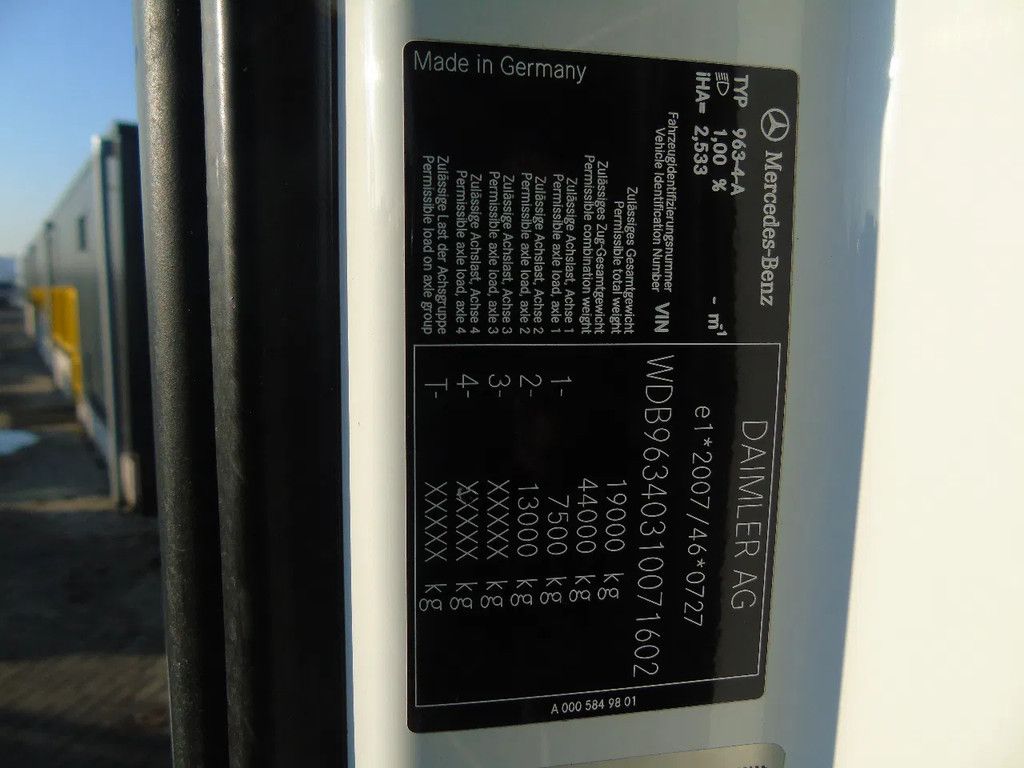 Mercedes-Benz
DAIMLER AG
TYP 963-4-A
1,00 %
iHA= 2,533 - m⁻¹
e1*2007/46*0727
Fahrzeugidentifizierungsnummer
Vehicle Identification Number VIN WDB9634031007 1602
Zulässiges Gesamtgewicht
Permissible total weight 19000 kg
Zulässiges Zug-Gesamtgewicht
Permissible combination weight 44000 kg
Zulässige Achslast, Achse 1
Permissible axle load, axle 1 1- 7500 kg
Zulässige Achslast, Achse 2
Permissible axle load, axle 2 2- 13000 kg
Zulässige Achslast, Achse 3
Permissible axle load, axle 3 3- XXXXX kg
Zulässige Achslast, Achse 4
Permissible axle load, axle 4 4- XXXXX kg
Zulässige Last der Achsgruppe
Permissible load on axle group T- XXXXX kg
Made in Germany
A 000 584 98 01